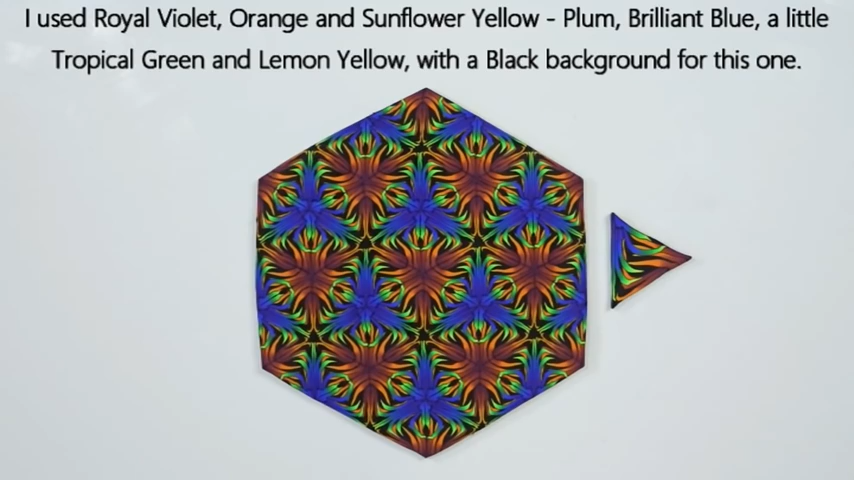 I used Royal Violet, Orange and Sunflower Yellow - Plum, Brilliant Blue, a little
Tropical Green and Lemon Yellow, with a Black background for this one.